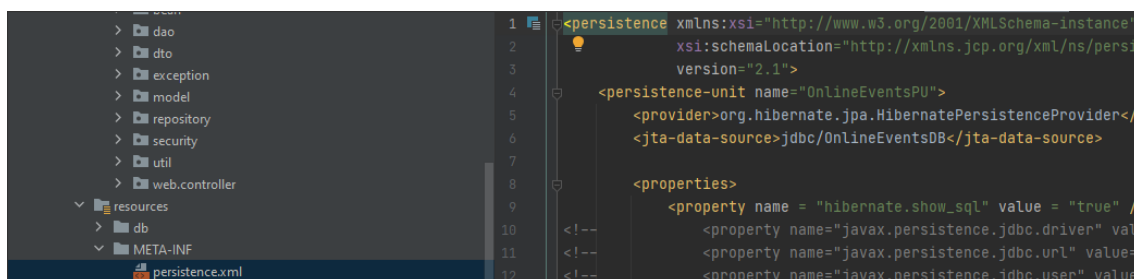 dao
dto
exception
model
repository
security
util
web.controller
resources
db
META-INF
persistence.xml
1 <persistence xmlns:xsi="http://www.w3.org/2001/XMLSchema-instance"
2 xsi:schemaLocation="http://xmlns.jcp.org/xml/ns/persi
3 version="2.1">
4 <persistence-unit name="OnlineEventsPU">
5 <provider>org.hibernate.jpa.HibernatePersistenceProvider</
6 <jta-data-source>jdbc/OnlineEventsDB</jta-data-source>
7
8 <properties>
9 <property name = "hibernate.show_sql" value = "true" /
10 <!-- <property name="javax.persistence.jdbc.driver" val
11 <!-- <property name="javax.persistence.jdbc.url" value=
12 <!-- <property name="javax.persistence.jdbc.user" value